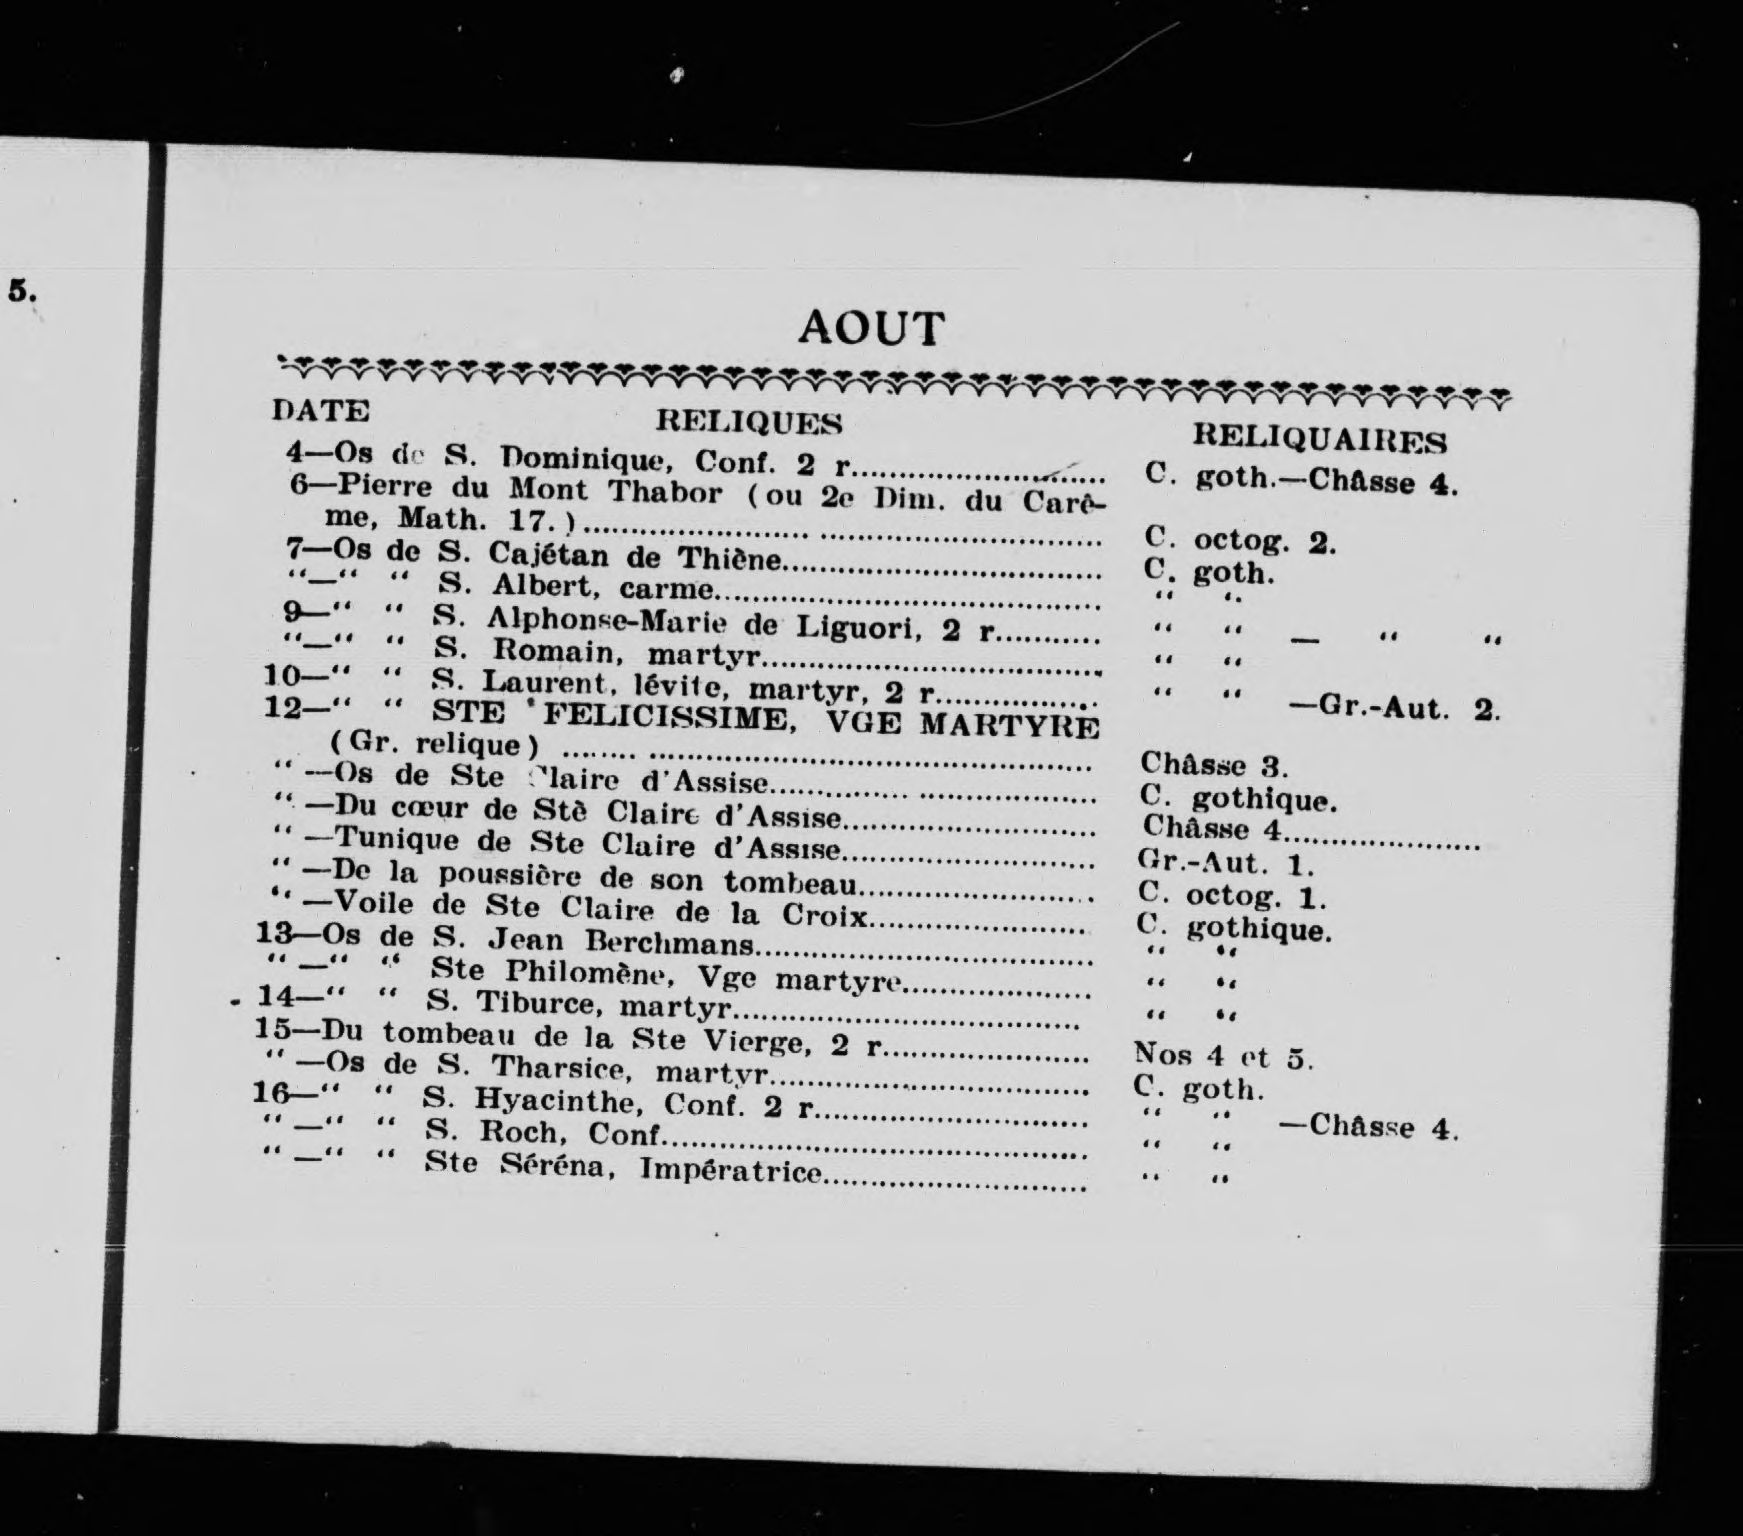 5.
AOUT
DATE RELIQUES RELIQUAIRES
4—Os de S. Dominique, Conf. 2 r.............................. C. goth.—Châsse 4.
6—Pierre du Mont Thabor (ou 2e Dim. du Carê-
me, Math. 17.)....................... ............................. C. octog. 2.
7—Os de S. Cajétan de Thiène.................................. C. goth.
“—“ “ S. Albert, carme......................................... “ “
9—“ “ S. Alphonse-Marie de Liguori, 2 r........... “ “ — “ “
“—“ “ S. Romain, martyr.................................... “ “
10—“ “ S. Laurent, lévite, martyr, 2 r................. “ “ —Gr.-Aut. 2.
12—“ “ STE FELICISSIME, VGE MARTYRE
(Gr. relique) ........ ............................................... Châsse 3.
“ —Os de Ste Claire d'Assise............... ................... C. gothique.
“ —Du cœur de Stè Claire d'Assise........................... Châsse 4.....................
“ —Tunique de Ste Claire d'Assise........................... Gr.-Aut. 1.
“ —De la poussière de son tombeau......................... C. octog. 1.
“ —Voile de Ste Claire de la Croix....................... C. gothique.
13—Os de S. Jean Berchmans.................................... “ “
“ —“ “ Ste Philomène, Vge martyre.................... “ “
14—“ “ S. Tiburce, martyr..................................... “ “
15—Du tombeau de la Ste Vierge, 2 r...................... Nos 4 et 5.
“ —Os de S. Tharsice, martyr.................................. C. goth.
16—“ “ S. Hyacinthe, Conf. 2 r............................. “ “ —Châsse 4.
“ —“ “ S. Roch, Conf............................................. “ “
“ —“ “ Ste Séréna, Impératrice............................ “ “